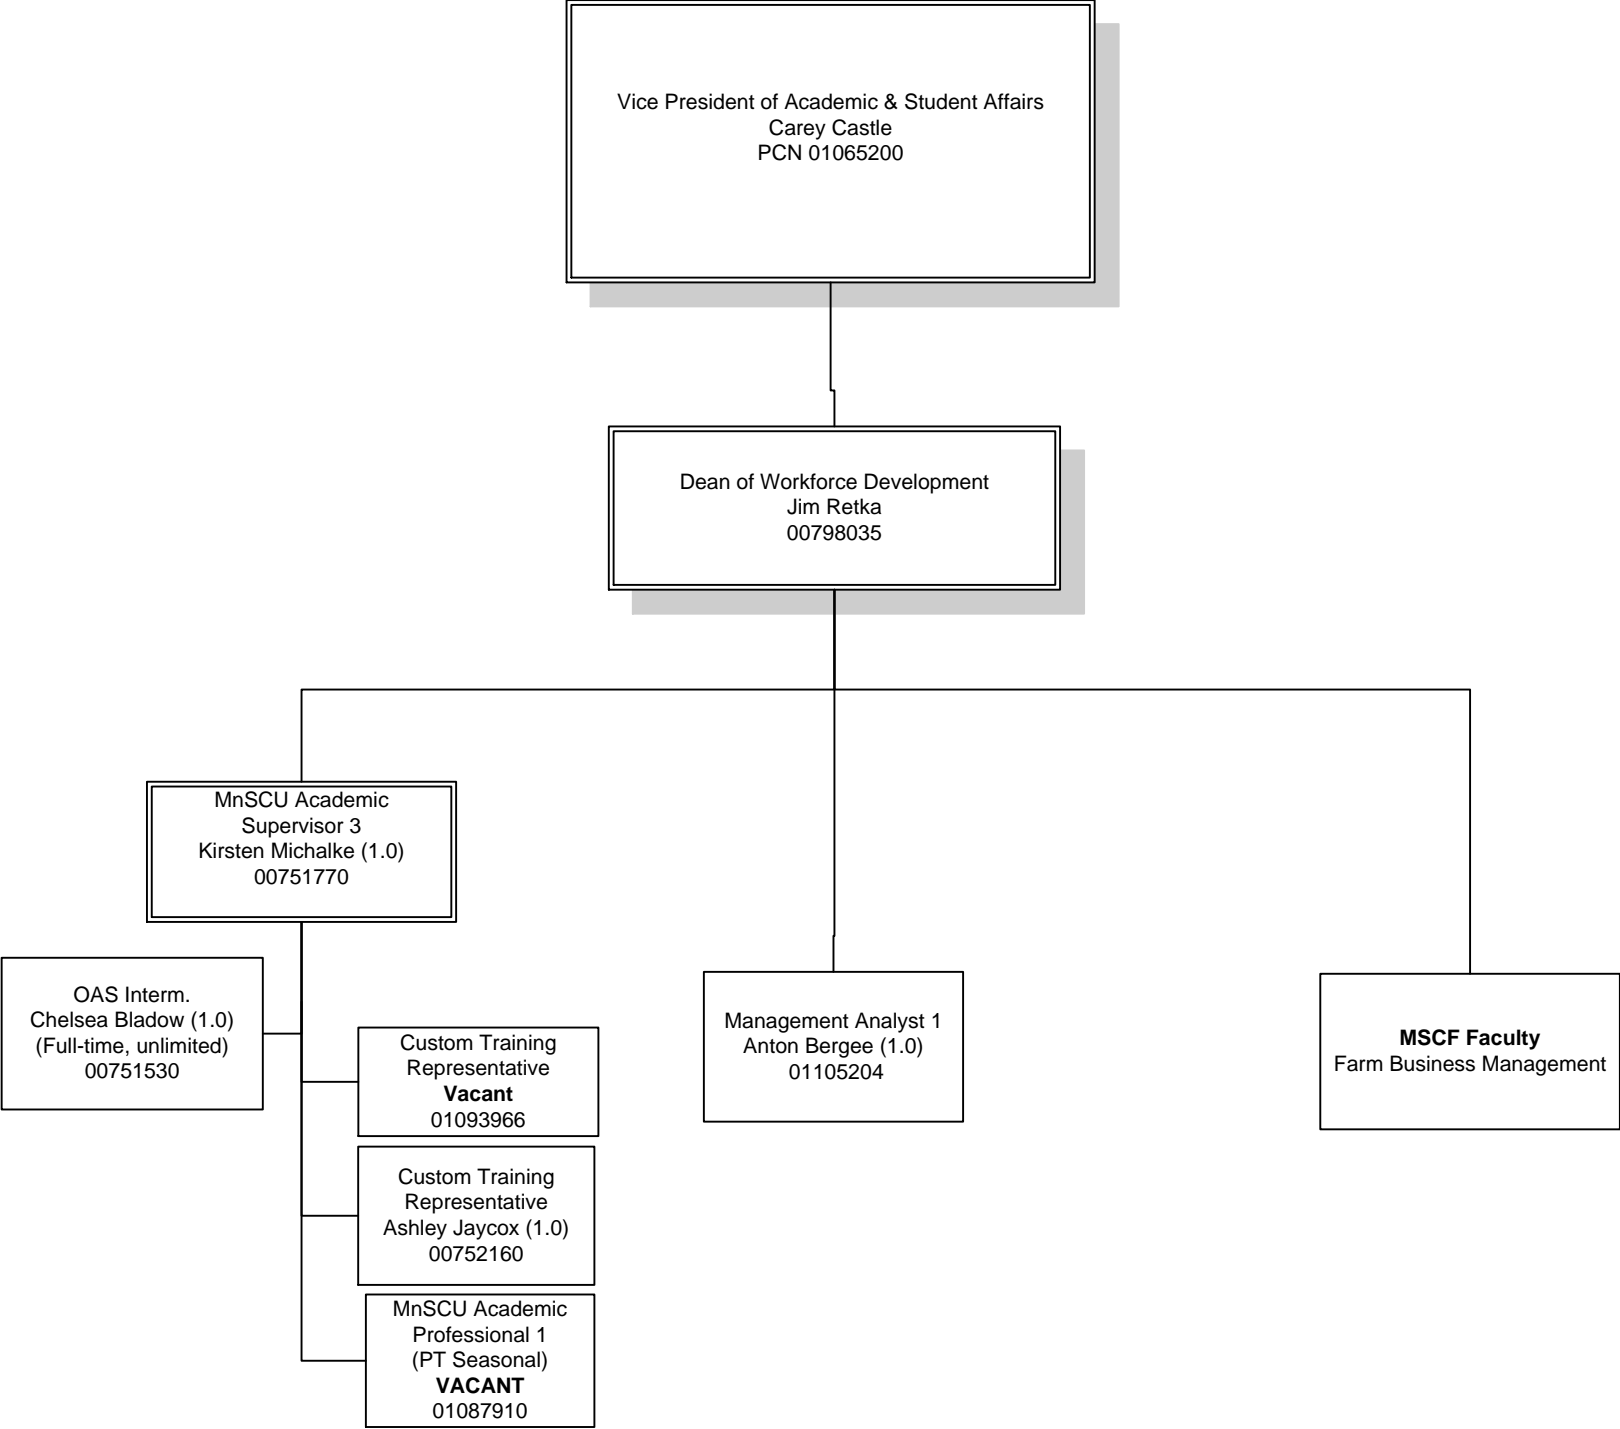 Vice President of Academic & Student Affairs
Carey Castle
PCN 01065200
Dean of Workforce Development
Jim Retka
00798035
MnSCU Academic
Supervisor 3
Kirsten Michalke (1.0)
00751770
OAS Interm.
Chelsea Bladow (1.0)
(Full-time, unlimited)
00751530
Custom Training
Representative
Vacant
01093966
Custom Training
Representative
Ashley Jaycox (1.0)
00752160
MnSCU Academic
Professional 1
(PT Seasonal)
VACANT
01087910
Management Analyst 1
Anton Bergee (1.0)
01105204
MSCF Faculty
Farm Business Management